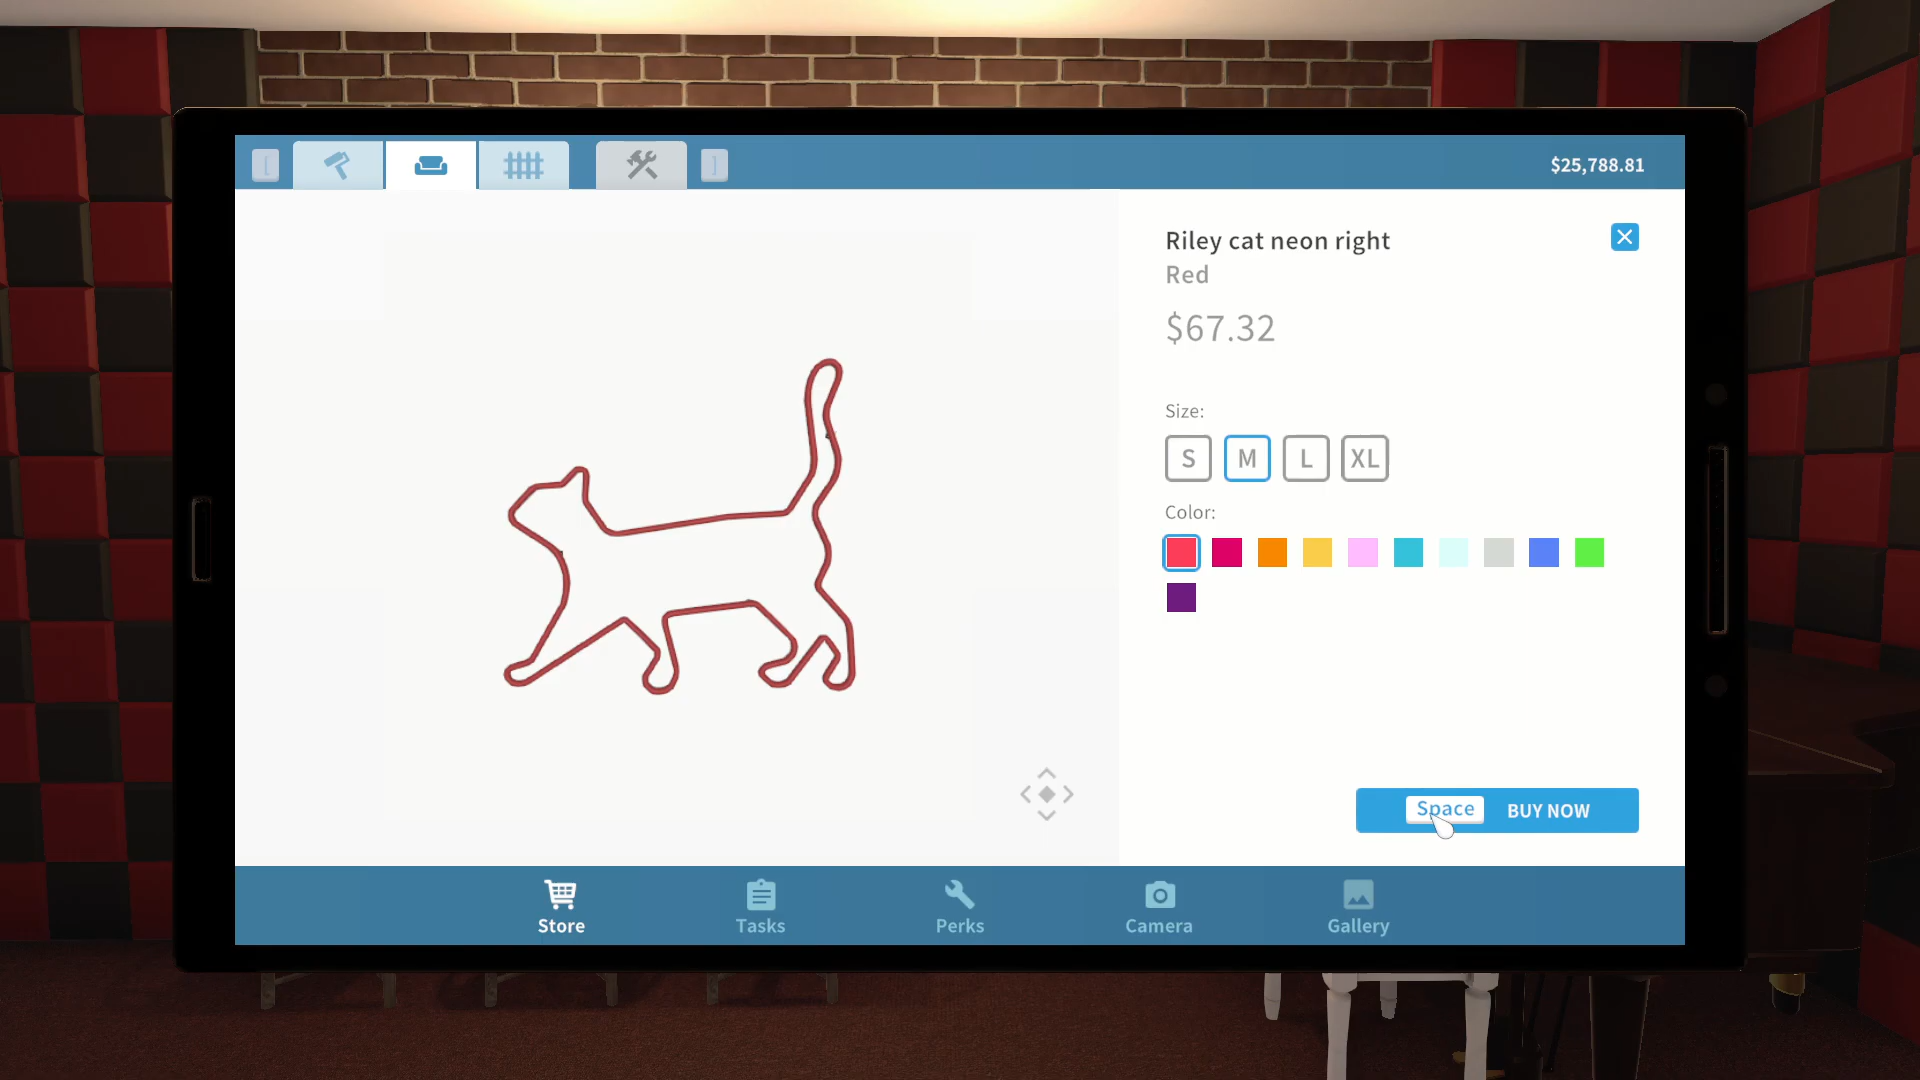 [
]
$25,788.81
Riley cat neon right
Red
$67.32
Size:
S M L XL
Color:
Space BUY NOW
Store Tasks Perks Camera Gallery